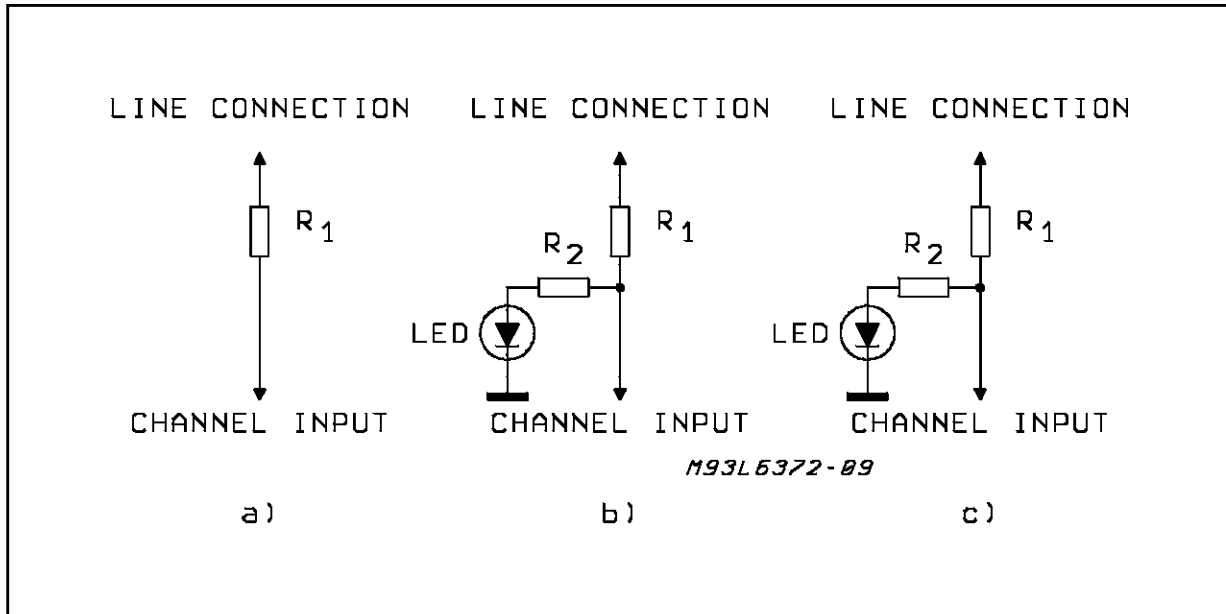 LINE CONNECTION LINE CONNECTION LINE CONNECTION
R1 R1 R1
R2 R2
LED LED
CHANNEL INPUT CHANNEL INPUT CHANNEL INPUT
M93L6372-09
a) b) c)